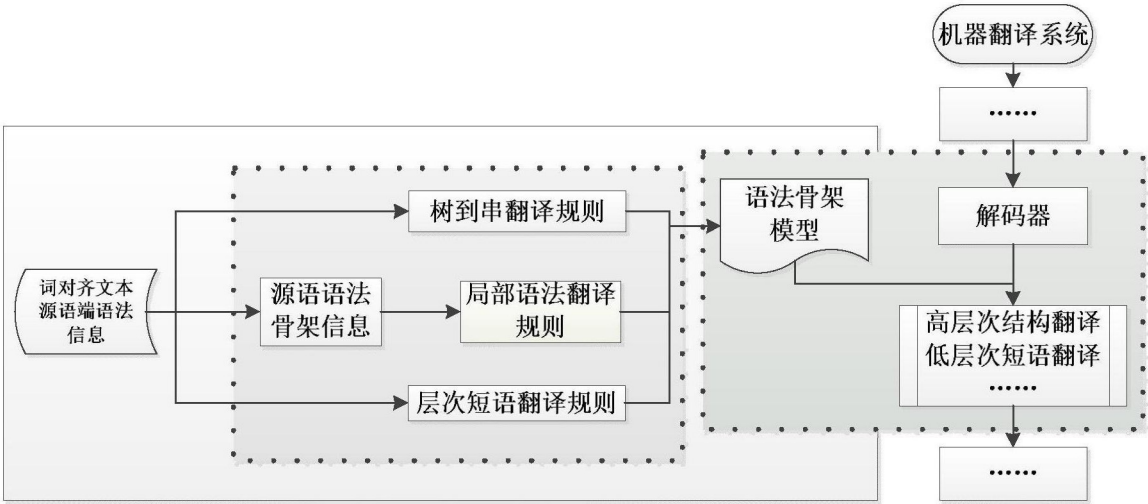 机器翻译系统
……
树到串翻译规则
语法骨架
模型
解码器
词对齐文本
源语端语法
信息
源语语法
骨架信息
局部语法翻译
规则
高层次结构翻译
低层次短语翻译
……
层次短语翻译规则
……